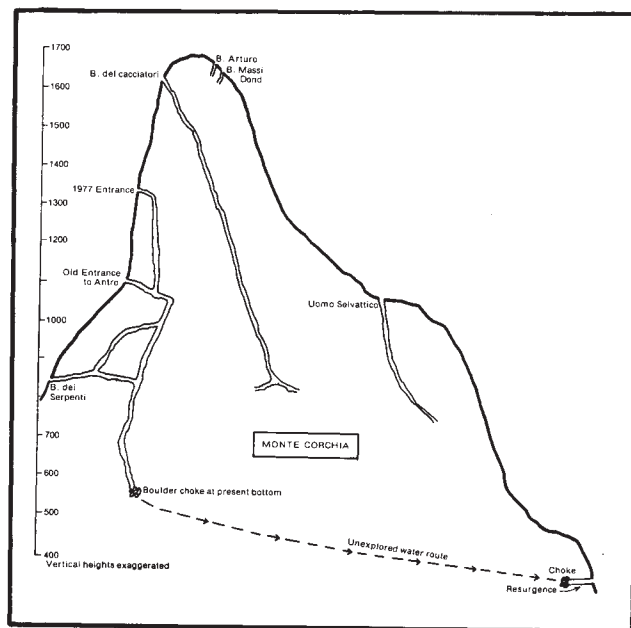 1700
B. Arturo
B. Massi
Dond
B. del cacciatori
1600
1500
1400
1977 Entrance
1300
1200
Old Entrance
to Antro
1000
Uomo Selvattico
B. dei
Serpenti
700
MONTE CORCHIA
600
Boulder choke at present bottom
500
Unexplored water route
400
Vertical heights exaggerated
Choke
Resurgence